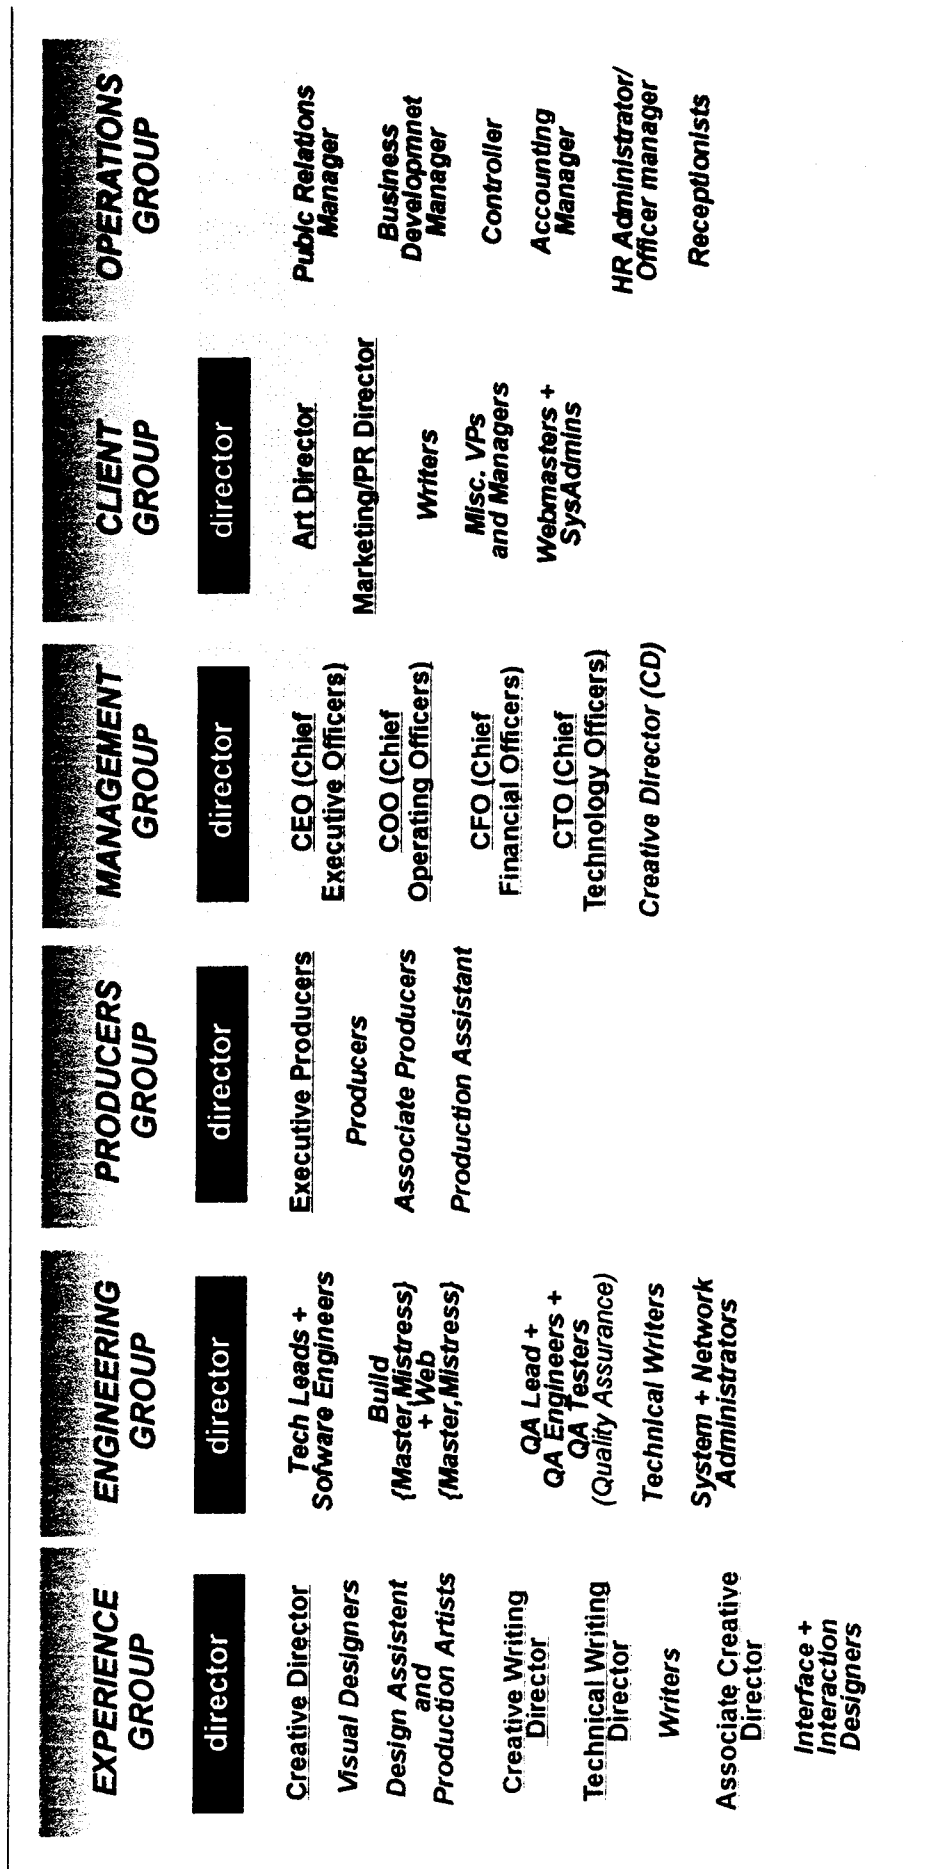 EXPERIENCE
GROUP
director
Creative Director
Visual Designers
Design Assistent
and
Production Artists
Creative Writing
Director
Technical Writing
Director
Writers
Associate Creative
Director
Interface +
Interaction
Designers
ENGINEERING
GROUP
director
Tech Leads +
Sofware Engineers
Build
{Master,Mistress}
+ Web
{Master,Mistress}
QA Lead +
QA Engineers +
QA Testers
(Quality Assurance)
Technical Writers
System + Network
Administrators
PRODUCERS
GROUP
director
Executive Producers
Producers
Associate Producers
Production Assistant
MANAGEMENT
GROUP
director
CEO (Chief
Executive Officers)
COO (Chief
Operating Officers)
CFO (Chief
Financial Officers)
CTO (Chief
Technology Officers)
Creative Director (CD)
CLIENT
GROUP
director
Art Director
Marketing/PR Director
Writers
Misc. VPs
and Managers
Webmasters +
SysAdmins
OPERATIONS
GROUP
Pubic Relations
Manager
Business
Developmnet
Manager
Controller
Accounting
Manager
HR Administrator/
Officer manager
Receptionists